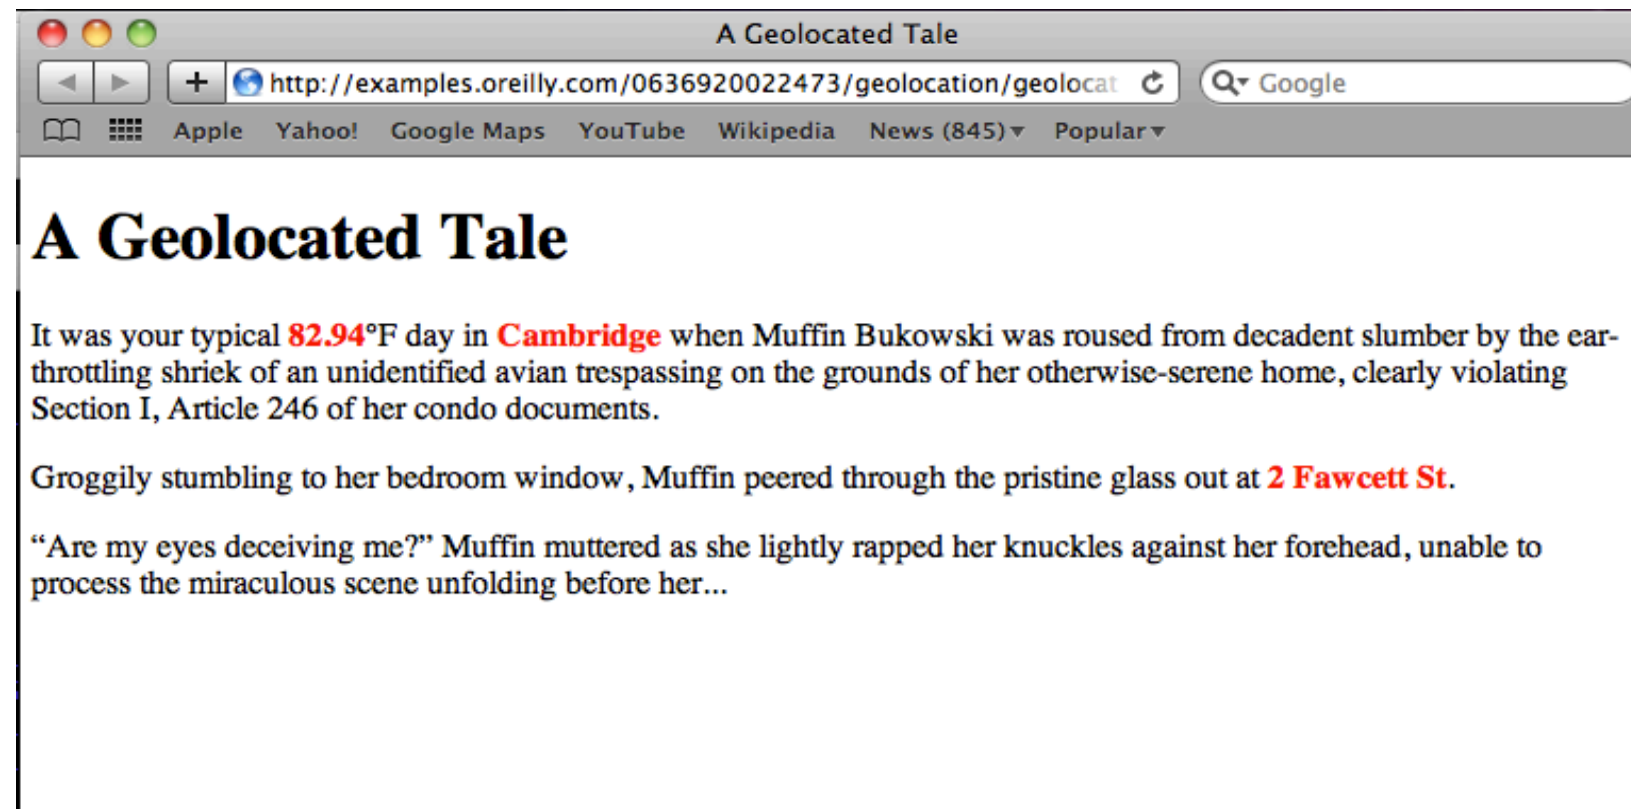 A Geolocated Tale
http://examples.oreilly.com/0636920022473/geolocation/geolocat
Google
Apple Yahoo! Google Maps YouTube Wikipedia News (845) Popular
A Geolocated Tale
It was your typical 82.94°F day in Cambridge when Muffin Bukowski was roused from decadent slumber by the ear-
throttling shriek of an unidentified avian trespassing on the grounds of her otherwise-serene home, clearly violating
Section I, Article 246 of her condo documents.
Groggily stumbling to her bedroom window, Muffin peered through the pristine glass out at 2 Fawcett St.
“Are my eyes deceiving me?” Muffin muttered as she lightly rapped her knuckles against her forehead, unable to
process the miraculous scene unfolding before her...